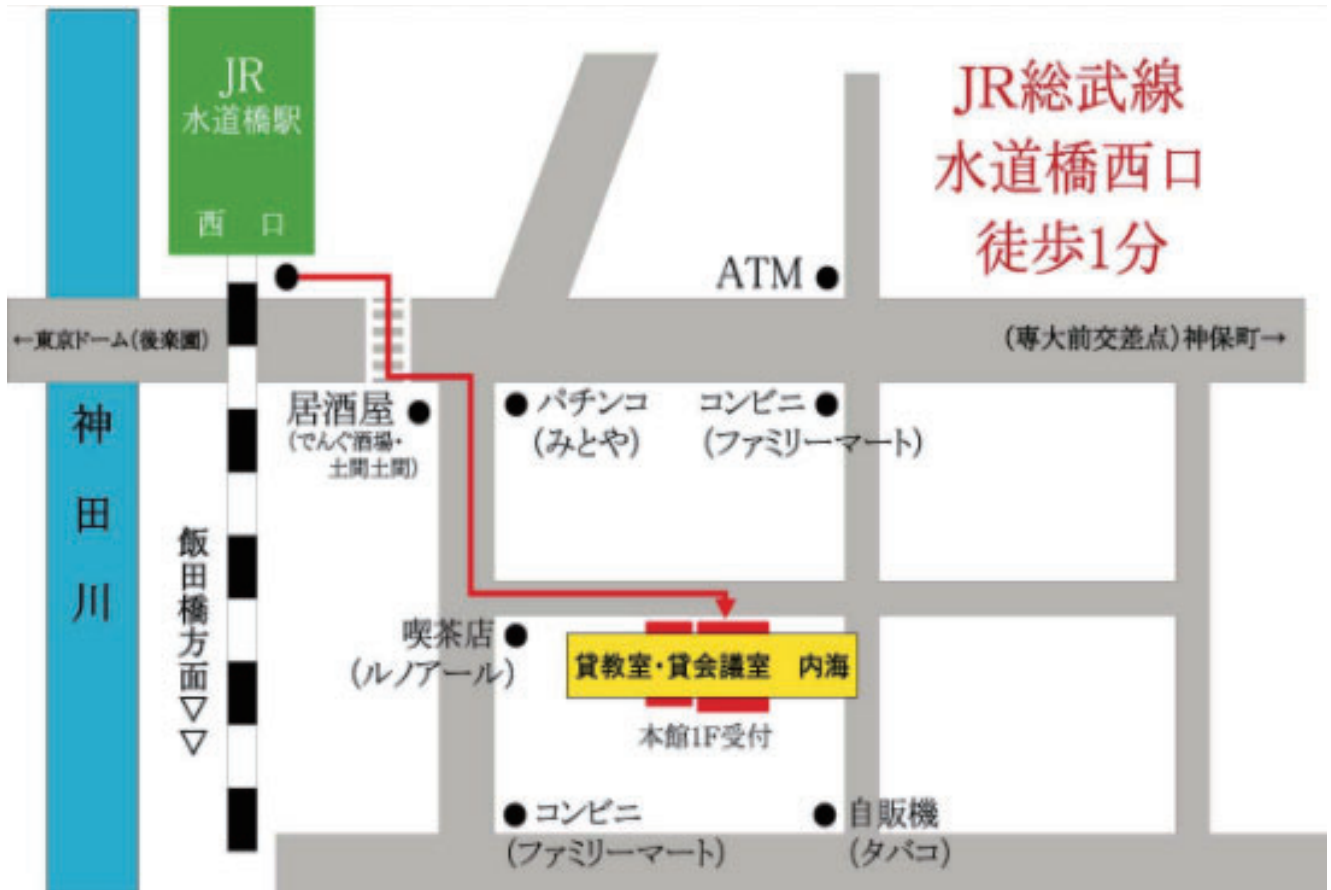 JR
水道橋駅
西 口
JR総武線
水道橋西口
徒歩1分
ATM
←東京ドーム(後楽園)
(専大前交差点)神保町→
神田川
居酒屋
(でんぐ酒場・
土間土間)
パチンコ
(みとや)
コンビニ
(ファミリーマート)
飯田橋方面▽▽
喫茶店
(ルノアール)
貸教室・貸会議室 内海
本館1F受付
コンビニ
(ファミリーマート)
自販機
(タバコ)